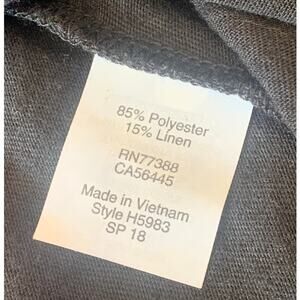 85% Polyester
15% Linen
RN77388
CA56445
Made in Vietnam
Style H5983
SP 18